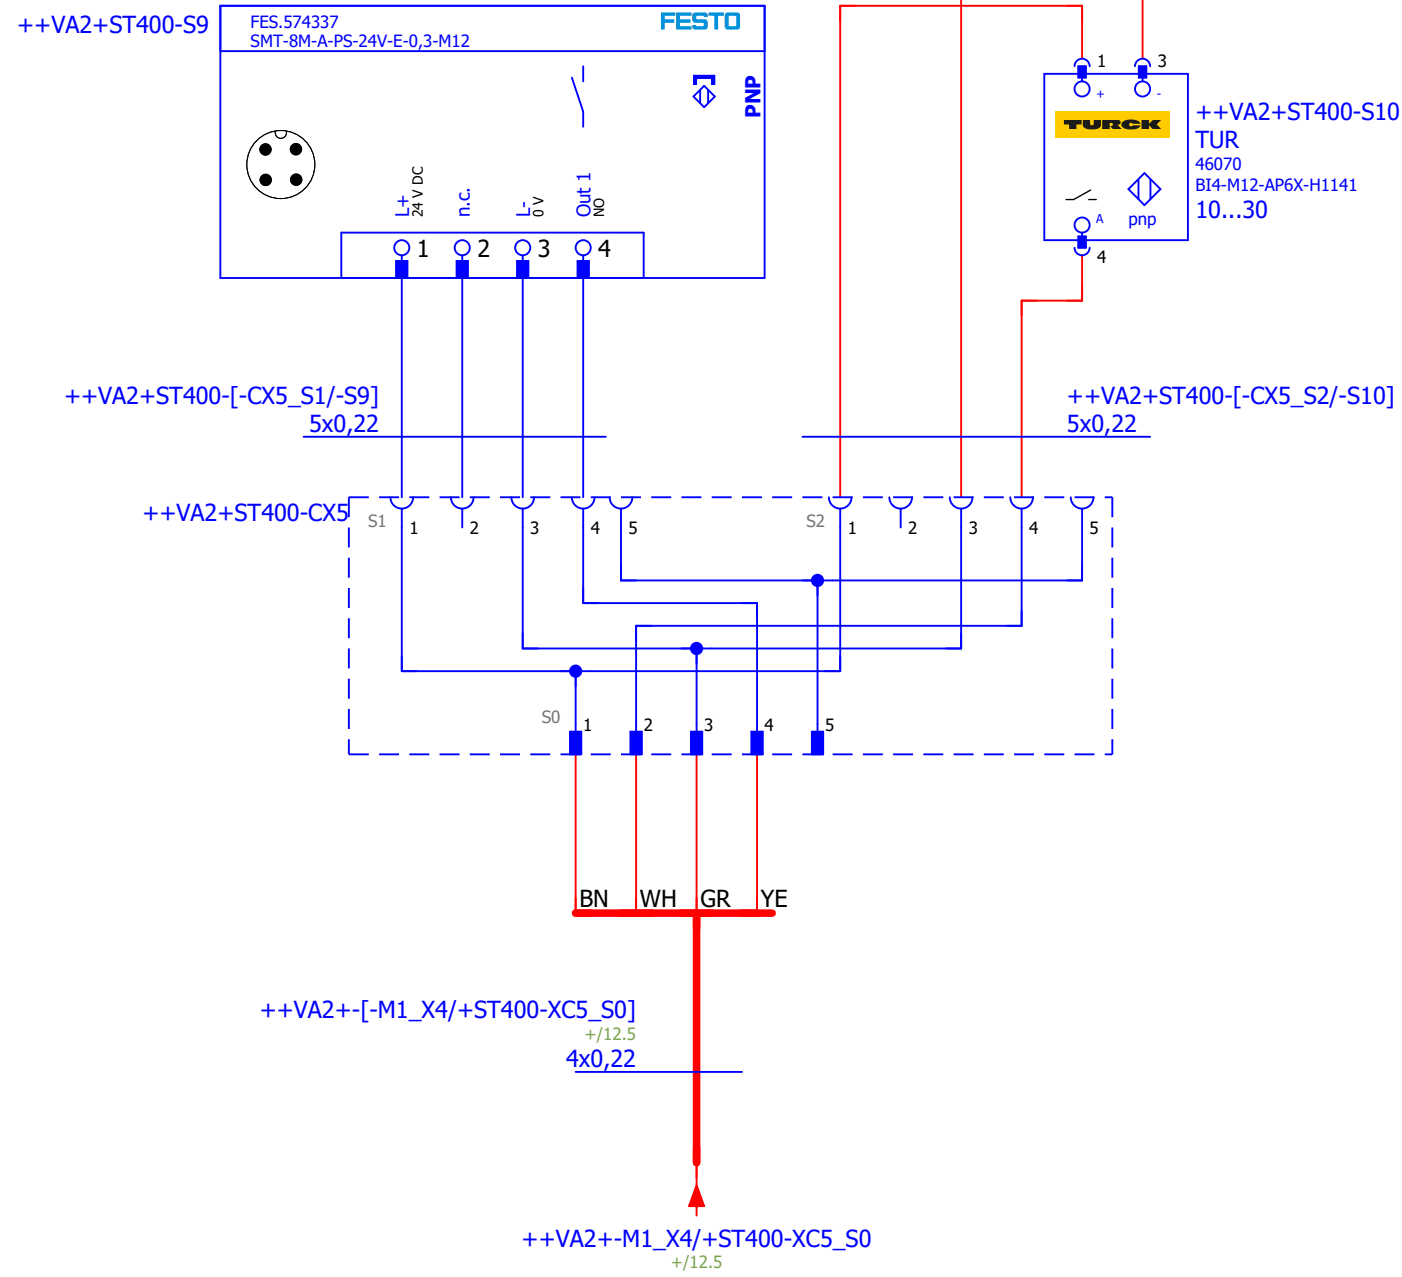 ++VA2+ST400-S9
FES.574337
SMT-8M-A-PS-24V-E-0,3-M12
FESTO
PNP
L+
24 V DC
n.c.
L-
0 V
Out 1
NO
1 2 3 4
1 3
+ -
TURCK
A
pnp
4
++VA2+ST400-S10
TUR
46070
BI4-M12-AP6X-H1141
10...30
++VA2+ST400-[-CX5_S1/-S9]
5x0,22
++VA2+ST400-[-CX5_S2/-S10]
5x0,22
++VA2+ST400-CX5
S1 1 2 3 4 5
S2 1 2 3 4 5
S0 1 2 3 4 5
BN WH GR YE
++VA2+-[-M1_X4/+ST400-XC5_S0]
+/12.5
4x0,22
++VA2+-M1_X4/+ST400-XC5_S0
+/12.5